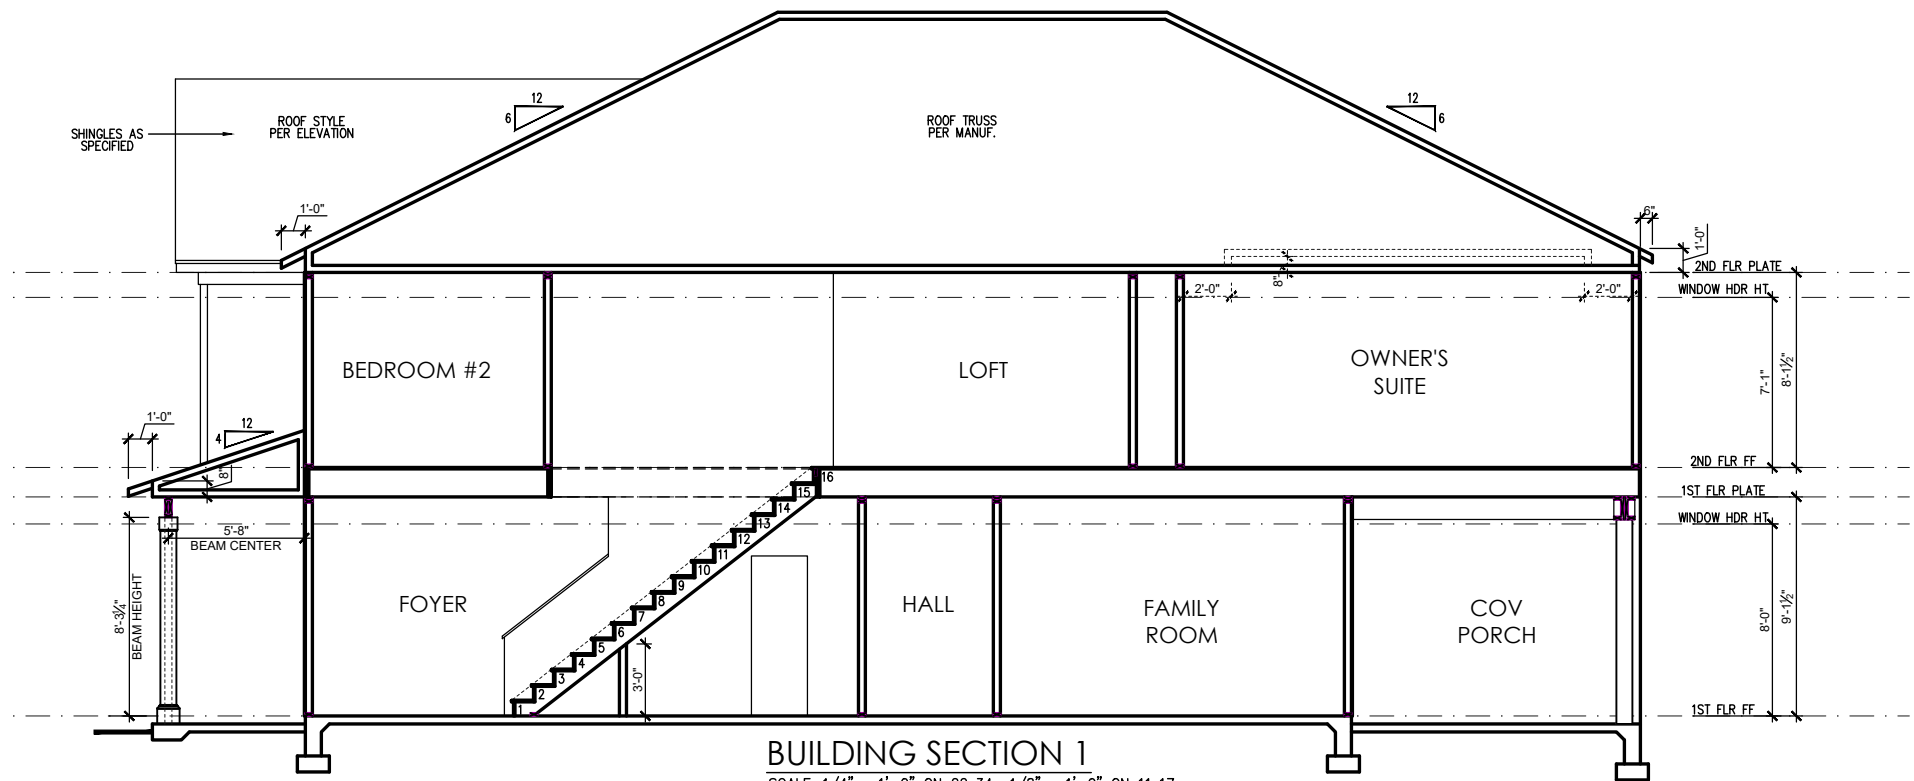 12
6
12
6
SHINGLES AS
SPECIFIED
ROOF STYLE
PER ELEVATION
ROOF TRUSS
PER MANUF.
1'-0"
6"
1'-0"
2ND FLR PLATE
8"
2'-0"
2'-0"
WINDOW HDR HT
BEDROOM #2
LOFT
OWNER'S
SUITE
7'-1"
8'-1½"
1'-0"
12
4
8"
2ND FLR FF
1ST FLR PLATE
WINDOW HDR HT
5'-8"
BEAM CENTER
8'-3¼"
BEAM HEIGHT
FOYER
1
2
3
4
5
6
7
8
9
10
11
12
13
14
15
16
3'-0"
HALL
FAMILY
ROOM
COV
PORCH
8'-0"
9'-1½"
1ST FLR FF
BUILDING SECTION 1